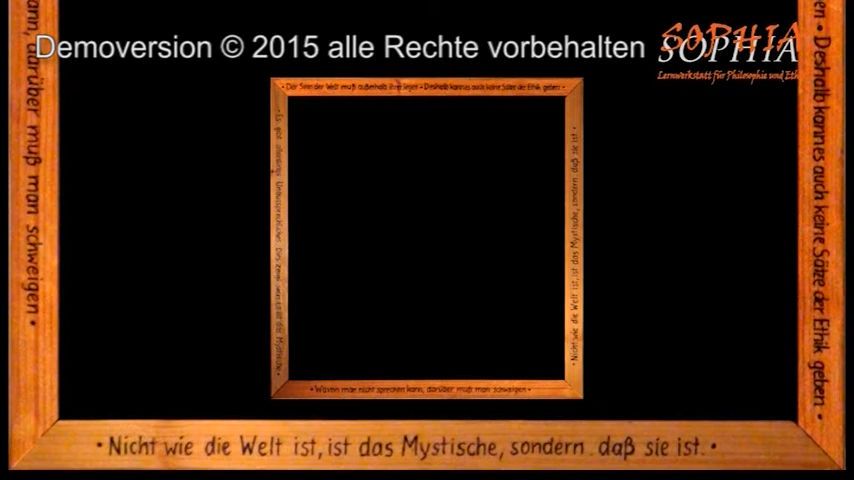 Demoversion © 2015 alle Rechte vorbehalten
SOPHIA
SOPHIA
Lernwerkstatt für Philosophie und Eth
ann, darüber muß man schweigen •
en • Deshalb kann es auch keine Sätze der Ethik geben •
• Der Sinn der Welt muß außerhalb ihrer liegen • Deshalb kann es auch keine Sätze der Ethik geben •
• Es gibt allerdings Unaussprechliches. Dies zeigt sich, es ist das Mystische •
• Nicht wie die Welt ist, ist das Mystische, sondern daß sie ist. •
• Wovon man nicht sprechen kann, darüber muß man schweigen •
• Nicht wie die Welt ist, ist das Mystische, sondern daß sie ist. •